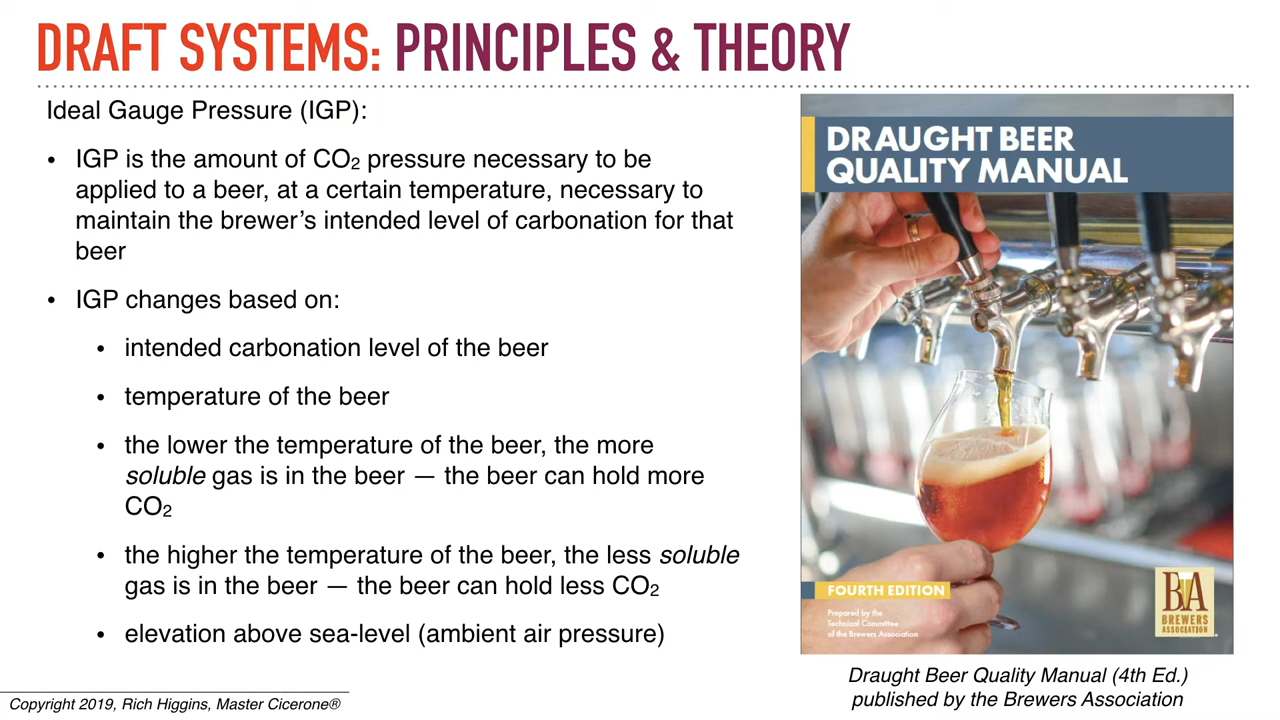 DRAFT SYSTEMS: PRINCIPLES & THEORY
Ideal Gauge Pressure (IGP):
• IGP is the amount of CO₂ pressure necessary to be
applied to a beer, at a certain temperature, necessary to
maintain the brewer’s intended level of carbonation for that
beer
• IGP changes based on:
• intended carbonation level of the beer
• temperature of the beer
• the lower the temperature of the beer, the more
soluble gas is in the beer — the beer can hold more
CO₂
• the higher the temperature of the beer, the less soluble
gas is in the beer — the beer can hold less CO₂
• elevation above sea-level (ambient air pressure)
DRAUGHT BEER
QUALITY MANUAL
FOURTH EDITION
Prepared by the
Technical Committee
of the Brewers Association
BA
BREWERS
ASSOCIATION
Draught Beer Quality Manual (4th Ed.)
published by the Brewers Association
Copyright 2019, Rich Higgins, Master Cicerone®